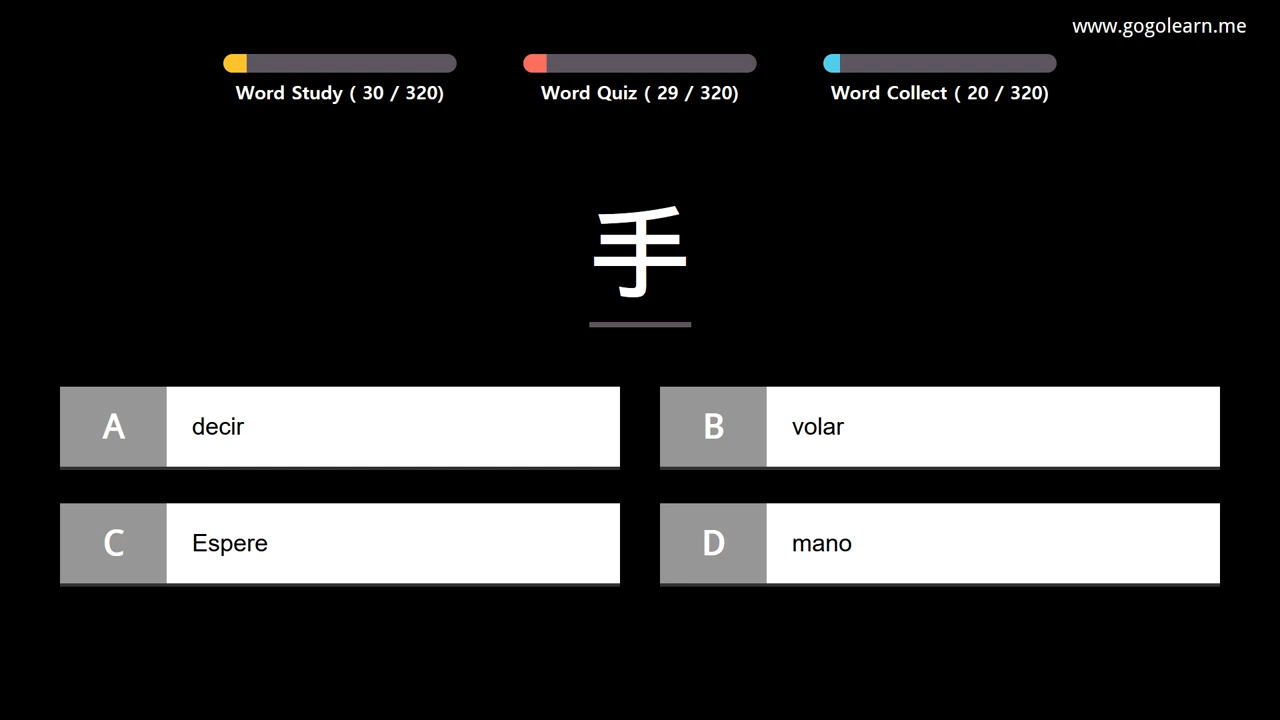 www.gogolearn.me
Word Study ( 30 / 320)
Word Quiz ( 29 / 320)
Word Collect ( 20 / 320)
手
A decir
B volar
C Espere
D mano